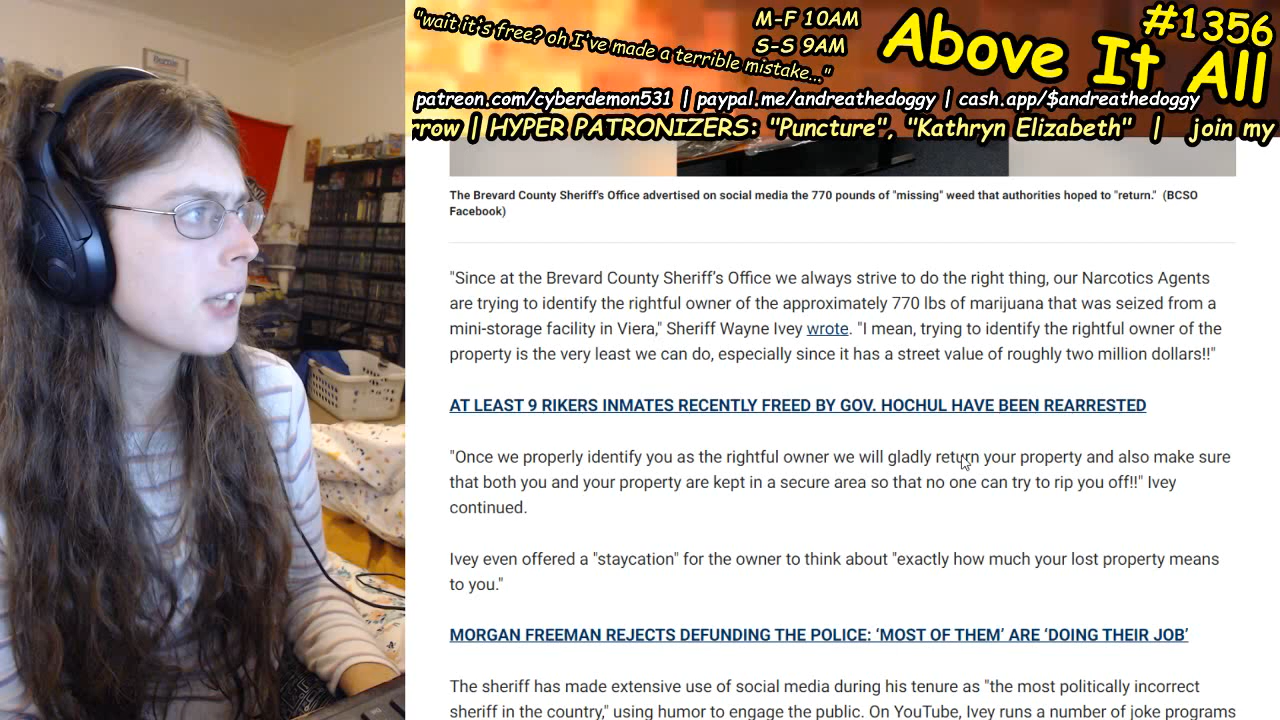 "wait it's free? oh I've made a terrible mistake..."
M-F 10AM
S-S 9AM
Above It All
#1356
patreon.com/cyberdemon531 | paypal.me/andreathedoggy | cash.app/$andreathedoggy
rrow | HYPER PATRONIZERS: "Puncture", "Kathryn Elizabeth" | join my
The Brevard County Sheriff's Office advertised on social media the 770 pounds of "missing" weed that authorities hoped to "return." (BCSO
Facebook)
"Since at the Brevard County Sheriff's Office we always strive to do the right thing, our Narcotics Agents
are trying to identify the rightful owner of the approximately 770 lbs of marijuana that was seized from a
mini-storage facility in Viera," Sheriff Wayne Ivey wrote. "I mean, trying to identify the rightful owner of the
property is the very least we can do, especially since it has a street value of roughly two million dollars!!"
AT LEAST 9 RIKERS INMATES RECENTLY FREED BY GOV. HOCHUL HAVE BEEN REARRESTED
"Once we properly identify you as the rightful owner we will gladly return your property and also make sure
that both you and your property are kept in a secure area so that no one can try to rip you off!!" Ivey
continued.
Ivey even offered a "staycation" for the owner to think about "exactly how much your lost property means
to you."
MORGAN FREEMAN REJECTS DEFUNDING THE POLICE: ‘MOST OF THEM’ ARE ‘DOING THEIR JOB’
The sheriff has made extensive use of social media during his tenure as "the most politically incorrect
sheriff in the country," using humor to engage the public. On YouTube, Ivey runs a number of joke programs